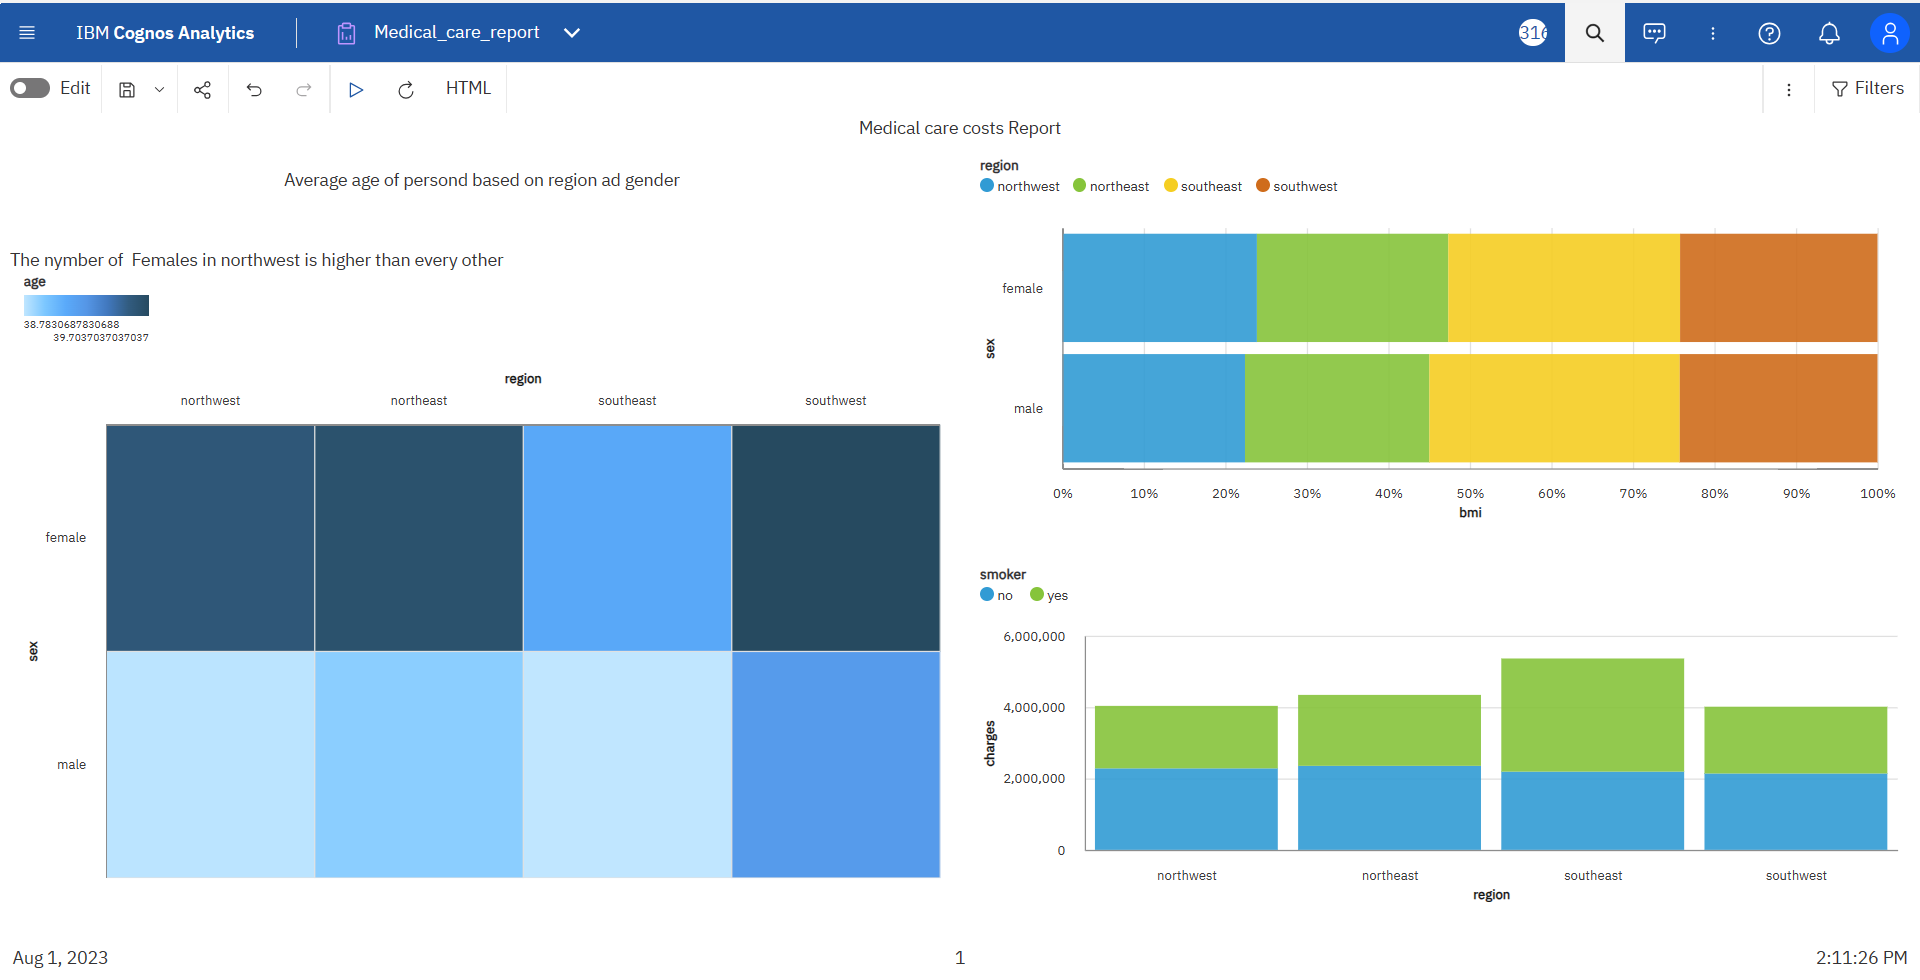 IBM Cognos Analytics
Medical_care_report
316
Edit
HTML
Filters
Medical care costs Report
Average age of persond based on region ad gender
The nymber of  Females in northwest is higher than every other
age
38.7830687830688
39.7037037037037
region
northwest northeast southeast southwest
female
male
sex
region
northwest northeast southeast southwest
female
male
sex
0% 10% 20% 30% 40% 50% 60% 70% 80% 90% 100%
bmi
smoker
no yes
6,000,000
4,000,000
2,000,000
0
charges
northwest northeast southeast southwest
region
Aug 1, 2023
1
2:11:26 PM